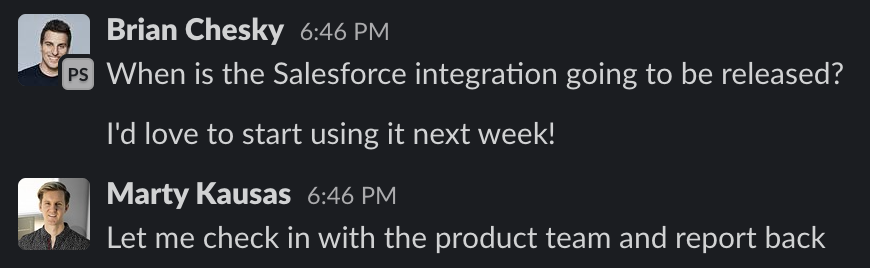 Brian Chesky 6:46 PM
PS
When is the Salesforce integration going to be released?
I'd love to start using it next week!
Marty Kausas 6:46 PM
Let me check in with the product team and report back